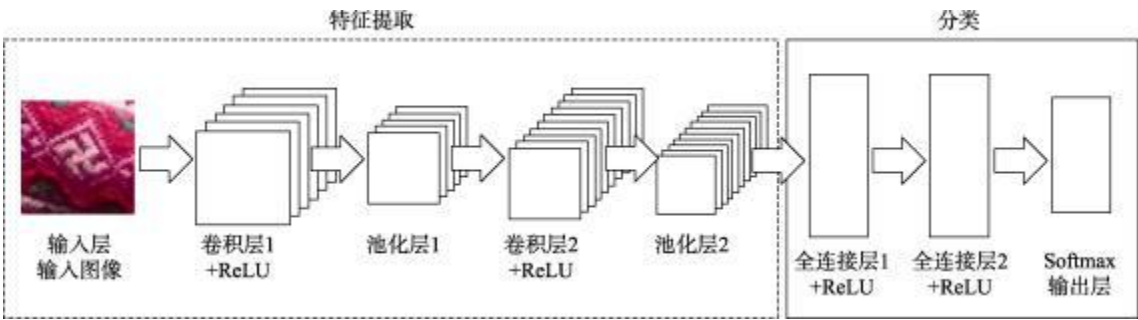 特征提取
分类
输入层
输入图像
卷积层1
+ReLU
池化层1
卷积层2
+ReLU
池化层2
全连接层1
+ReLU
全连接层2
+ReLU
Softmax
输出层